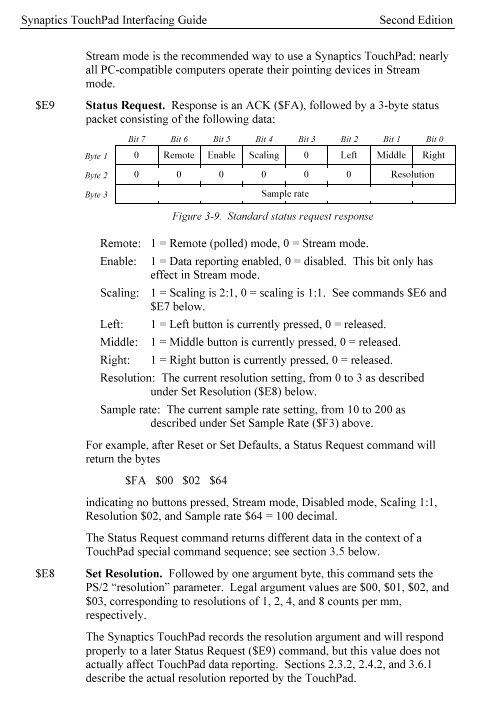 Synaptics TouchPad Interfacing Guide Second Edition
Stream mode is the recommended way to use a Synaptics TouchPad; nearly
all PC-compatible computers operate their pointing devices in Stream
mode.
$E9 Status Request. Response is an ACK ($FA), followed by a 3-byte status
packet consisting of the following data:
Bit 7 Bit 6 Bit 5 Bit 4 Bit 3 Bit 2 Bit 1 Bit 0
Byte 1 0 Remote Enable Scaling 0 Left Middle Right
Byte 2 0 0 0 0 0 0 Resolution
Byte 3 Sample rate
Figure 3-9. Standard status request response
Remote: 1 = Remote (polled) mode, 0 = Stream mode.
Enable: 1 = Data reporting enabled, 0 = disabled. This bit only has
effect in Stream mode.
Scaling: 1 = Scaling is 2:1, 0 = scaling is 1:1. See commands $E6 and
$E7 below.
Left: 1 = Left button is currently pressed, 0 = released.
Middle: 1 = Middle button is currently pressed, 0 = released.
Right: 1 = Right button is currently pressed, 0 = released.
Resolution: The current resolution setting, from 0 to 3 as described
under Set Resolution ($E8) below.
Sample rate: The current sample rate setting, from 10 to 200 as
described under Set Sample Rate ($F3) above.
For example, after Reset or Set Defaults, a Status Request command will
return the bytes
$FA $00 $02 $64
indicating no buttons pressed, Stream mode, Disabled mode, Scaling 1:1,
Resolution $02, and Sample rate $64 = 100 decimal.
The Status Request command returns different data in the context of a
TouchPad special command sequence; see section 3.5 below.
$E8 Set Resolution. Followed by one argument byte, this command sets the
PS/2 “resolution” parameter. Legal argument values are $00, $01, $02, and
$03, corresponding to resolutions of 1, 2, 4, and 8 counts per mm,
respectively.
The Synaptics TouchPad records the resolution argument and will respond
properly to a later Status Request ($E9) command, but this value does not
actually affect TouchPad data reporting. Sections 2.3.2, 2.4.2, and 3.6.1
describe the actual resolution reported by the TouchPad.